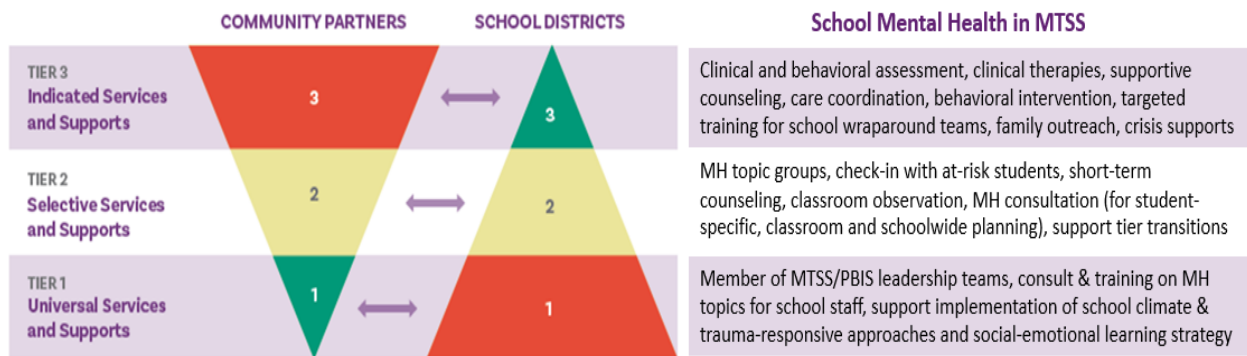 COMMUNITY PARTNERS
SCHOOL DISTRICTS
School Mental Health in MTSS
TIER 3
Indicated Services
and Supports
3
3
Clinical and behavioral assessment, clinical therapies, supportive
counseling, care coordination, behavioral intervention, targeted
training for school wraparound teams, family outreach, crisis supports
TIER 2
Selective Services
and Supports
2
2
MH topic groups, check-in with at-risk students, short-term
counseling, classroom observation, MH consultation (for student-
specific, classroom and schoolwide planning), support tier transitions
TIER 1
Universal Services
and Supports
1
1
Member of MTSS/PBIS leadership teams, consult & training on MH
topics for school staff, support implementation of school climate &
trauma-responsive approaches and social-emotional learning strategy